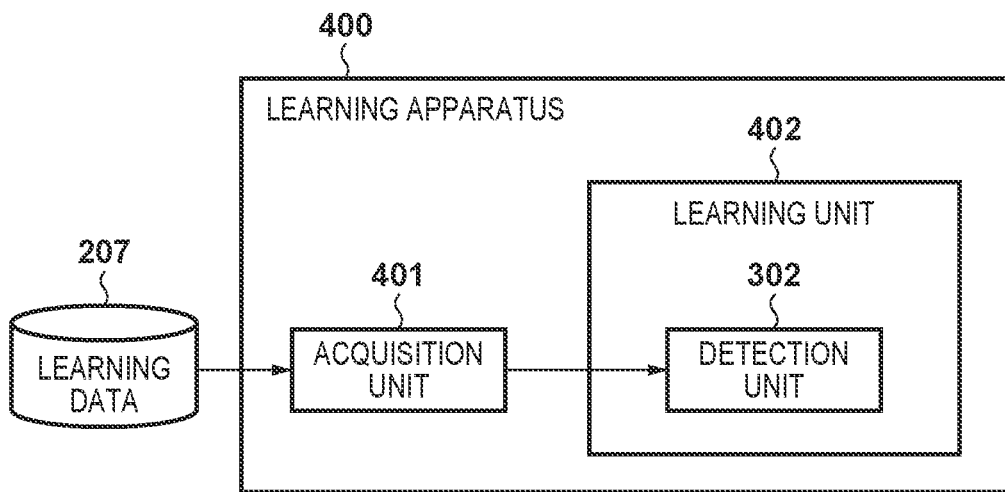 400
LEARNING APPARATUS
402
LEARNING UNIT
207
LEARNING
DATA
401
ACQUISITION
UNIT
302
DETECTION
UNIT